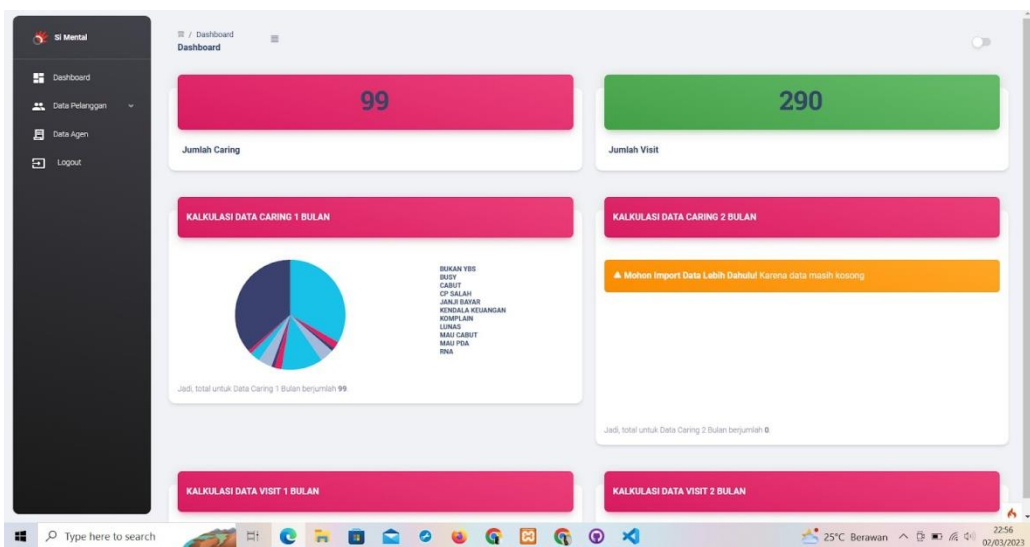 Si Mental
Dashboard
Data Pelanggan
Data Agen
Logout
/ Dashboard
Dashboard
99
Jumlah Caring
290
Jumlah Visit
KALKULASI DATA CARING 1 BULAN
BUKAN YBS
BUSY
CABUT
CP SALAH
JANJI BAYAR
KENDALA KEUANGAN
KOMPLAIN
LUNAS
MAU CABUT
MAU PDA
RNA
Jadi, total untuk Data Caring 1 Bulan berjumlah 99.
KALKULASI DATA CARING 2 BULAN
Mohon Import Data Labih Dahulu! Karena data masih kosong
Jadi, total untuk Data Caring 2 Bulan berjumlah 0.
KALKULASI DATA VISIT 1 BULAN
KALKULASI DATA VISIT 2 BULAN
Type here to search
25°C Berawan
22:56
02/03/2023